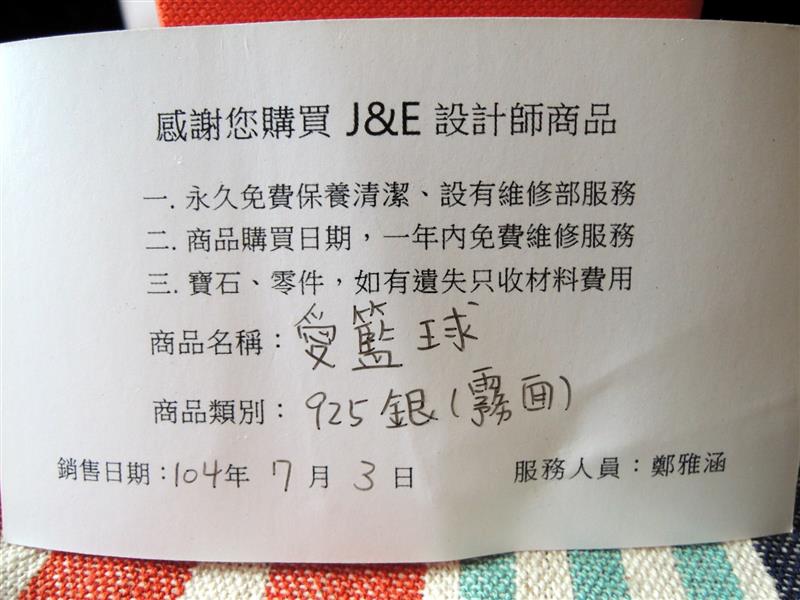 感謝您購買 J&E 設計師商品
一. 永久免費保養清潔、設有維修部服務
二. 商品購買日期，一年內免費維修服務
三. 寶石、零件，如有遺失只收材料費用
商品名稱：愛籃球
商品類別：925銀(霧面)
銷售日期：104年 7 月 3 日 服務人員：鄭雅涵